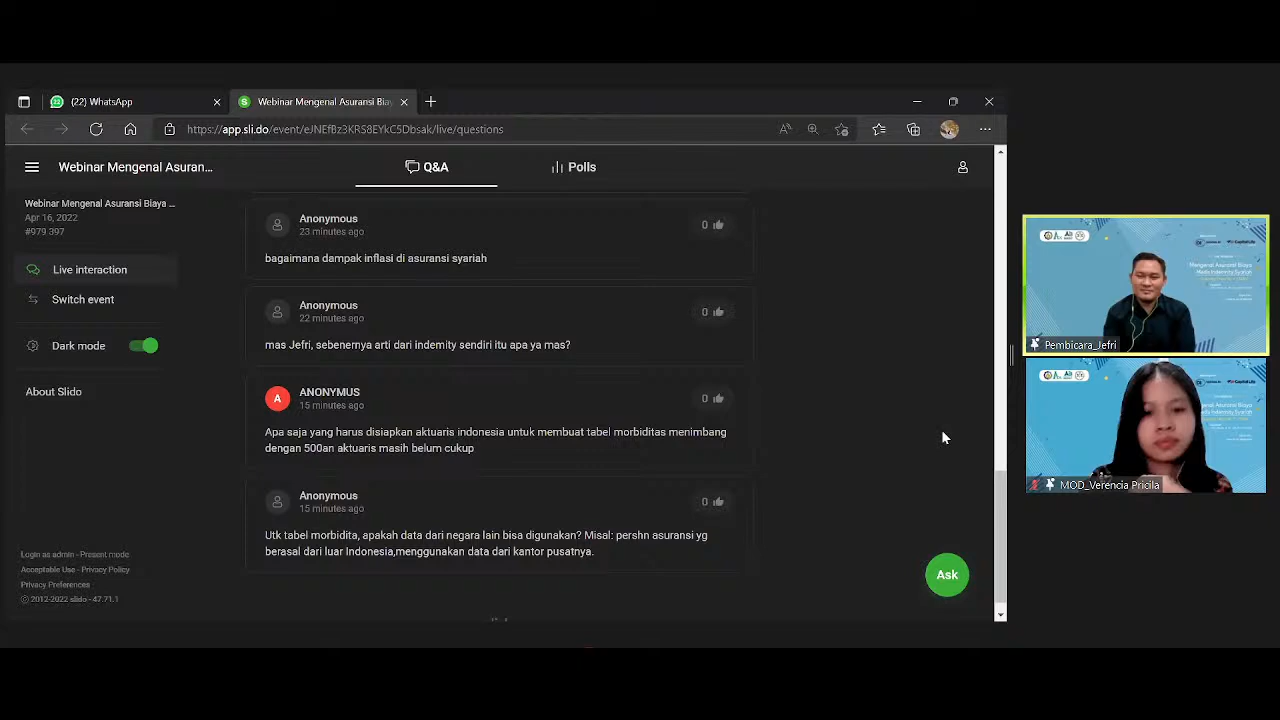 (22) WhatsApp
Webinar Mengenal Asuransi Bia
https://app.sli.do/event/eJNEfBz3KRS8EYkC5Dbsak/live/questions
Webinar Mengenal Asuran...
Q&A
Polls
Webinar Mengenal Asuransi Biaya ...
Apr 16, 2022
#979 397
Live interaction
Switch event
Dark mode
About Slido
Login as admin - Present mode
Acceptable Use - Privacy Policy
Privacy Preferences
© 2012-2022 slido - 47.71.1
Anonymous
23 minutes ago
0
bagaimana dampak inflasi di asuransi syariah
Anonymous
22 minutes ago
0
mas Jefri, sebenernya arti dari indemity sendiri itu apa ya mas?
A
ANONYMUS
15 minutes ago
0
Apa saja yang harus disiapkan aktuaris indonesia untuk membuat tabel morbiditas menimbang
dengan 500an aktuaris masih belum cukup
Anonymous
15 minutes ago
0
Utk tabel morbidita, apakah data dari negara lain bisa digunakan? Misal: pershn asuransi yg
berasal dari luar Indonesia,menggunakan data dari kantor pusatnya.
Ask
Mengenal Asuransi Biaya
Medis Indemnity Syariah
Pembicara_Jefri
MOD_Verencia Pricila